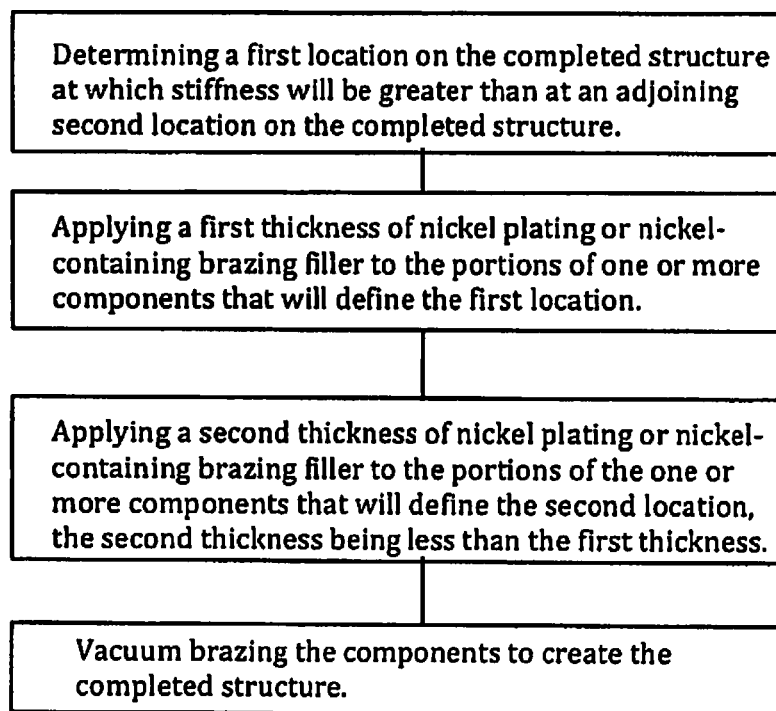 Determining a first location on the completed structure
at which stiffness will be greater than at an adjoining
second location on the completed structure.
Applying a first thickness of nickel plating or nickel-
containing brazing filler to the portions of one or more
components that will define the first location.
Applying a second thickness of nickel plating or nickel-
containing brazing filler to the portions of the one or
more components that will define the second location,
the second thickness being less than the first thickness.
Vacuum brazing the components to create the
completed structure.